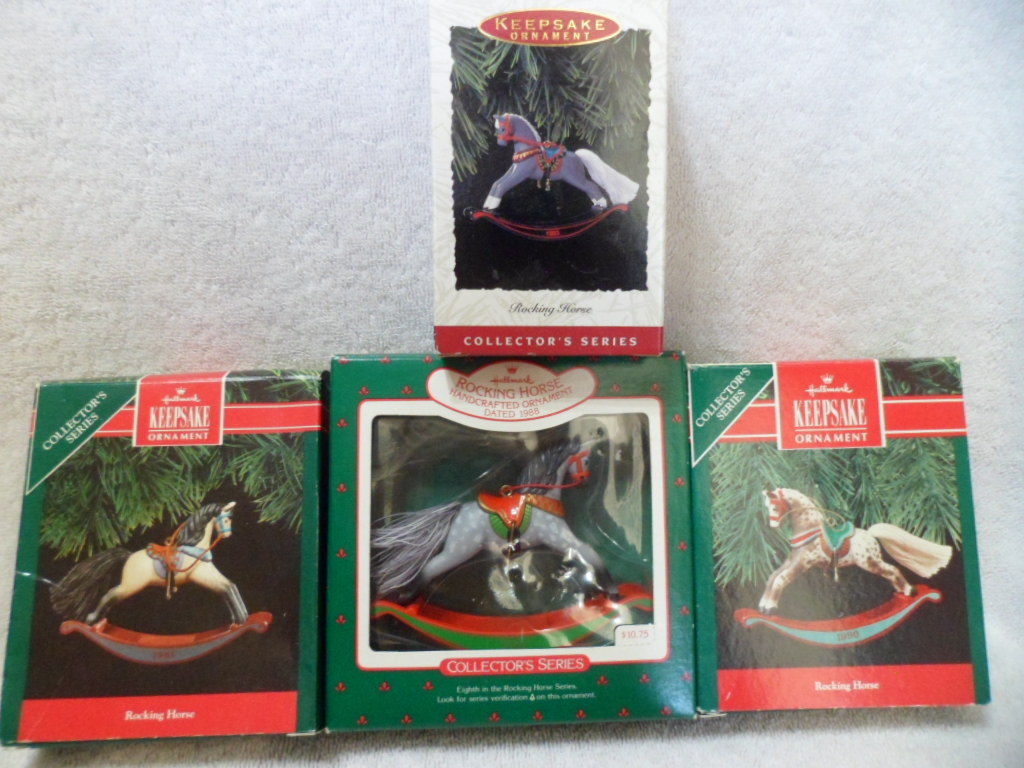 KEEPSAKE
ORNAMENT
1993
Rocking Horse
COLLECTOR'S SERIES
COLLECTOR'S
SERIES
Hallmark
KEEPSAKE
ORNAMENT
Rocking Horse
Hallmark
ROCKING HORSE
HANDCRAFTED ORNAMENT
DATED 1988
$10.75
COLLECTOR'S SERIES
Eighth in the Rocking Horse Series.
Look for series verification on this ornament.
COLLECTOR'S
SERIES
Hallmark
KEEPSAKE
ORNAMENT
1990
Rocking Horse